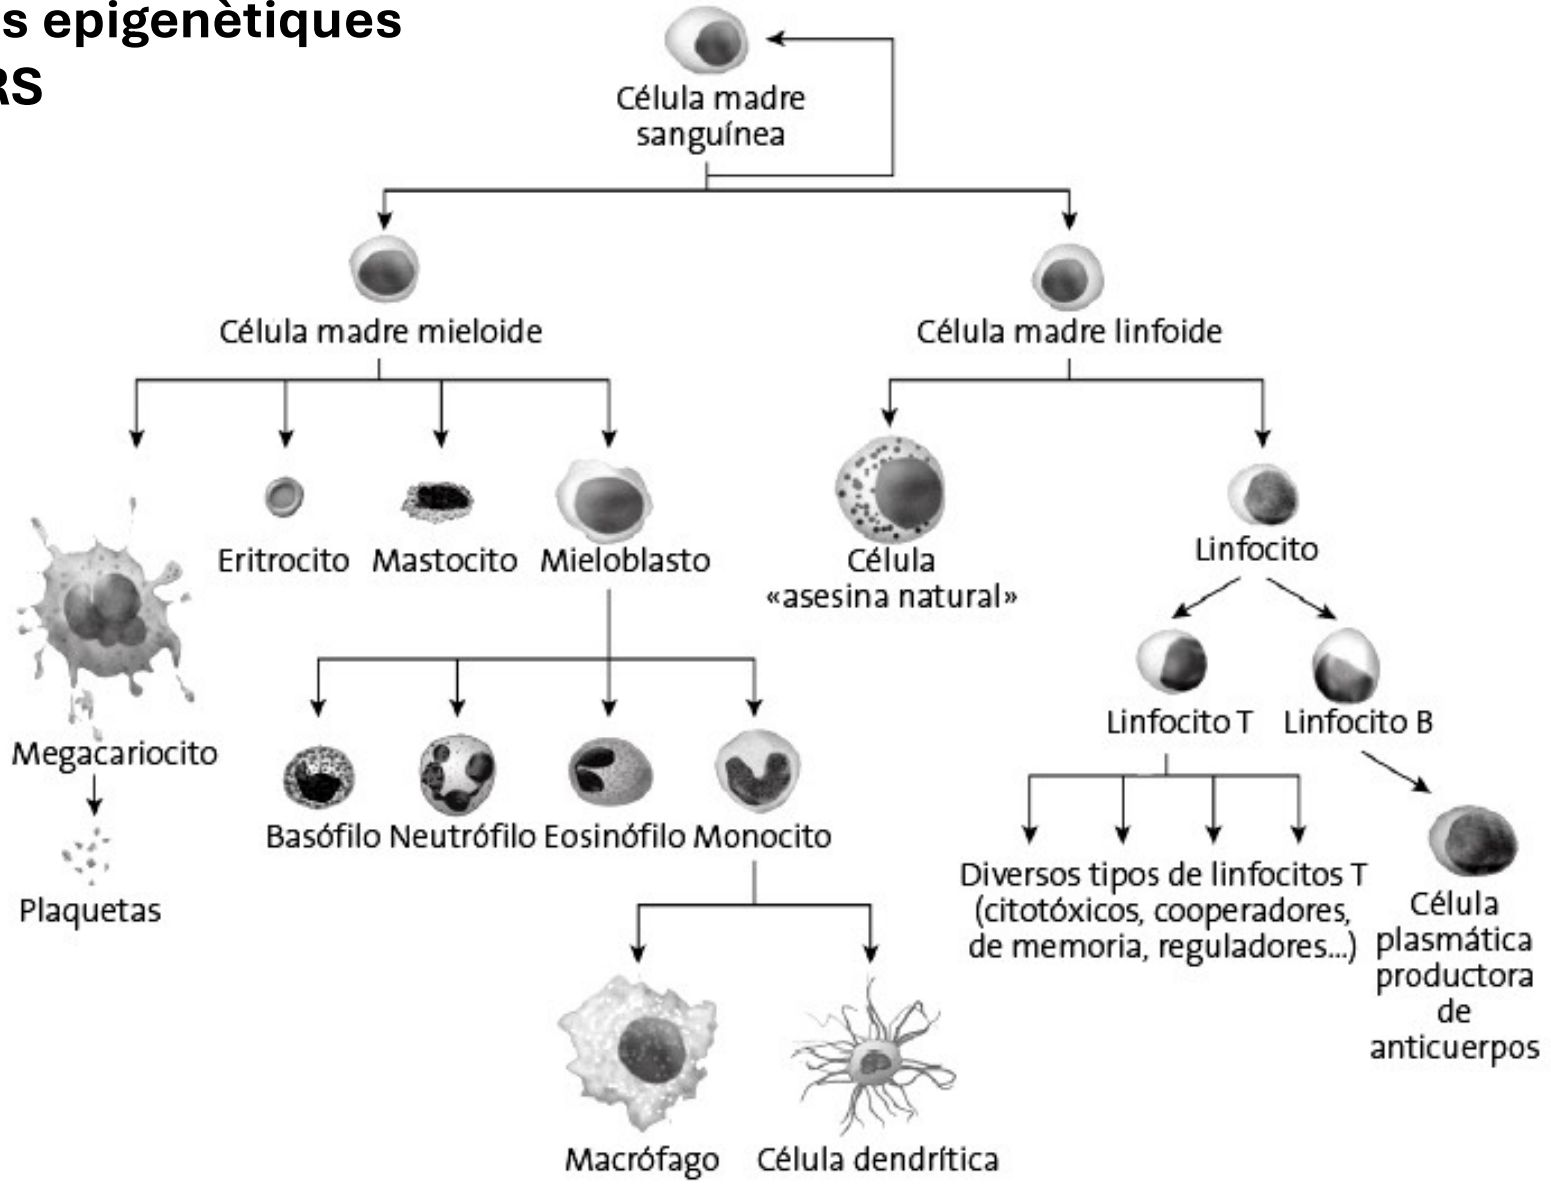 s epigenètiques
RS
Célula madre
sanguínea
Célula madre mieloide
Célula madre linfoide
Eritrocito
Mastocito
Mieloblasto
Célula
«asesina natural»
Linfocito
Megacariocito
Linfocito T
Linfocito B
Basófilo
Neutrófilo
Eosinófilo
Monocito
Plaquetas
Diversos tipos de linfocitos T
(citotóxicos, cooperadores,
de memoria, reguladores...)
Célula
plasmática
productora
de
anticuerpos
Macrófago
Célula dendrítica